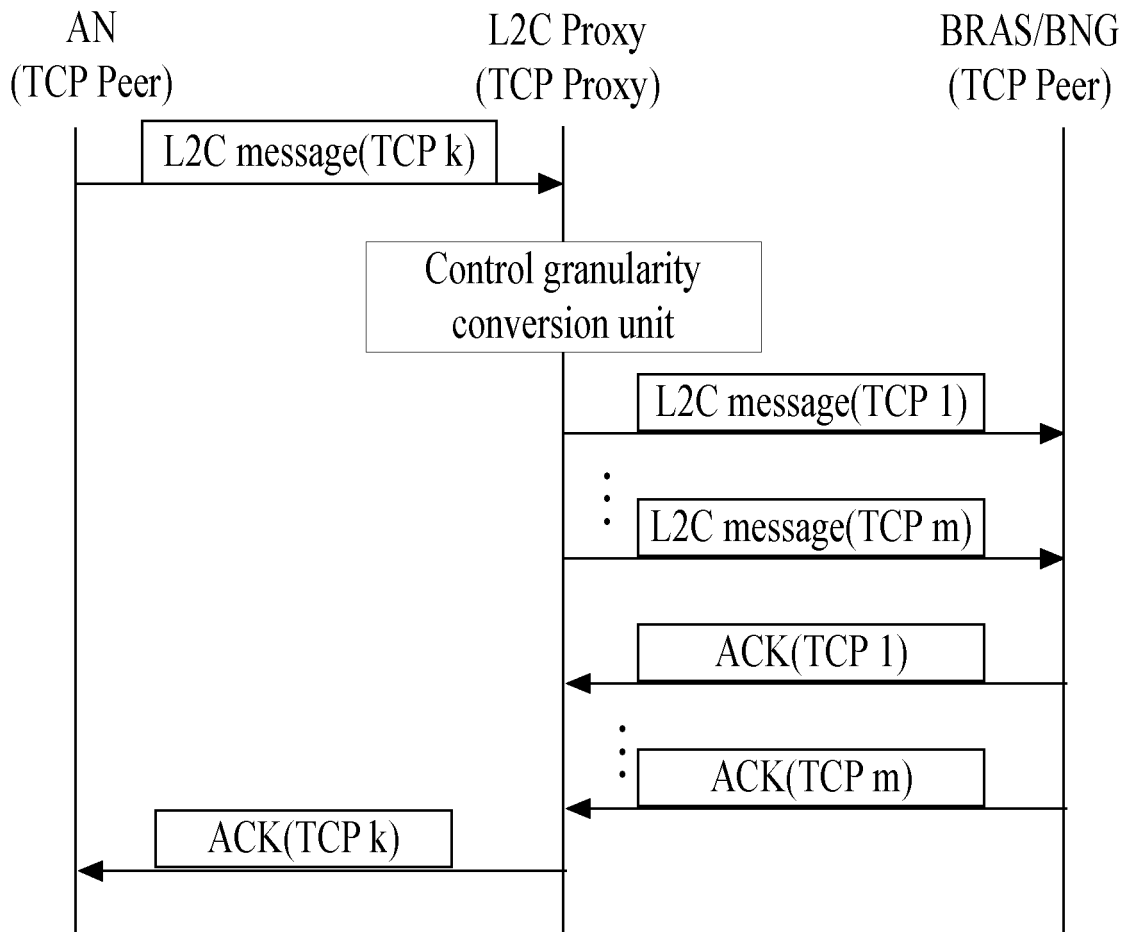 AN
(TCP Peer)
L2C Proxy
(TCP Proxy)
BRAS/BNG
(TCP Peer)
L2C message(TCP k)
Control granularity
conversion unit
L2C message(TCP 1)
L2C message(TCP m)
ACK(TCP 1)
ACK(TCP m)
ACK(TCP k)